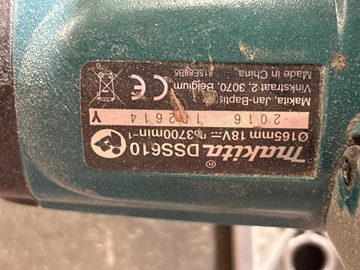 makita DSS610
Ø165mm 18V⎓ n₀3700min⁻¹
2016 102614 Y
Makita, Jan-Baptis
Vinkstraat 2, 3070, Belgium
Made in China.